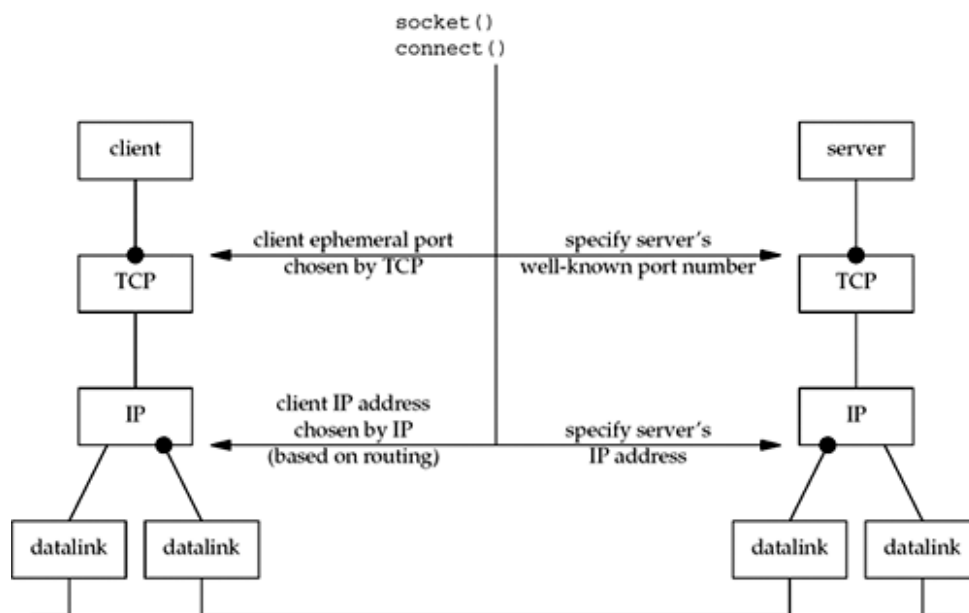 socket()
connect()
client
server
client ephemeral port
chosen by TCP
specify server's
well-known port number
TCP
TCP
IP
client IP address
chosen by IP
(based on routing)
specify server's
IP address
IP
datalink
datalink
datalink
datalink